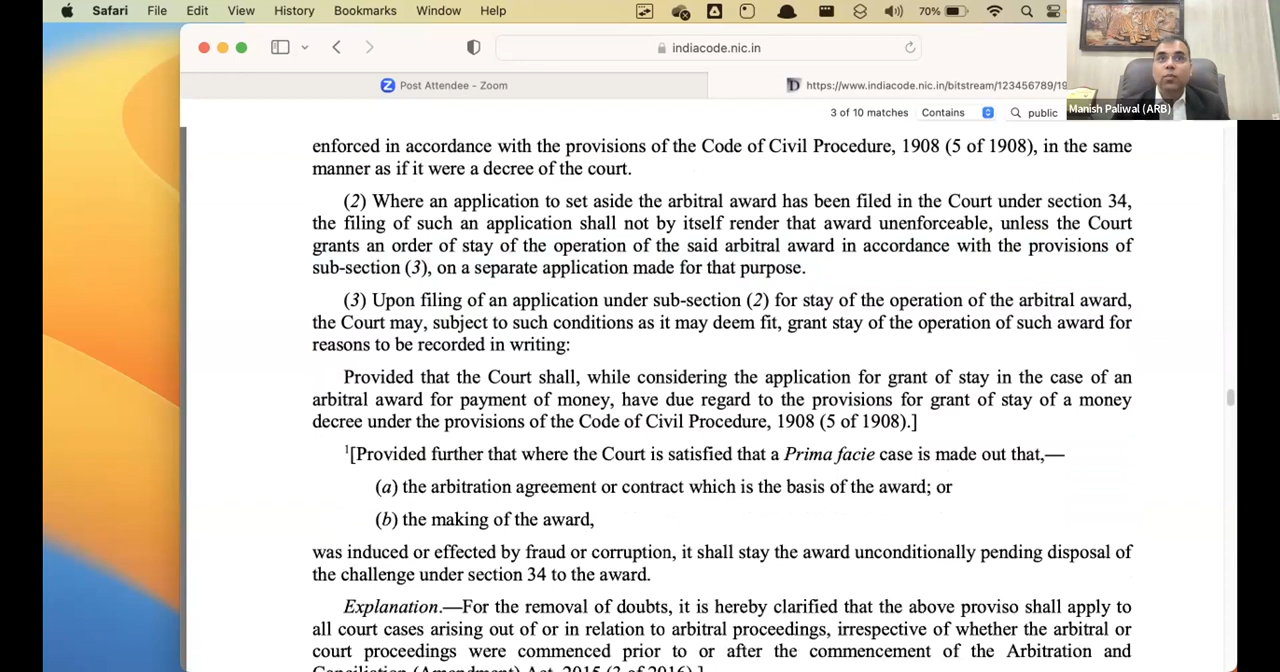 Safari File Edit View History Bookmarks Window Help 70%
indiacode.nic.in
Post Attendee - Zoom
https://www.indiacode.nic.in/bitstream/123456789/19
Manish Paliwal (ARB)
3 of 10 matches Contains public
enforced in accordance with the provisions of the Code of Civil Procedure, 1908 (5 of 1908), in the same
manner as if it were a decree of the court.
(2) Where an application to set aside the arbitral award has been filed in the Court under section 34,
the filing of such an application shall not by itself render that award unenforceable, unless the Court
grants an order of stay of the operation of the said arbitral award in accordance with the provisions of
sub-section (3), on a separate application made for that purpose.
(3) Upon filing of an application under sub-section (2) for stay of the operation of the arbitral award,
the Court may, subject to such conditions as it may deem fit, grant stay of the operation of such award for
reasons to be recorded in writing:
Provided that the Court shall, while considering the application for grant of stay in the case of an
arbitral award for payment of money, have due regard to the provisions for grant of stay of a money
decree under the provisions of the Code of Civil Procedure, 1908 (5 of 1908).]
1[Provided further that where the Court is satisfied that a Prima facie case is made out that,—
(a) the arbitration agreement or contract which is the basis of the award; or
(b) the making of the award,
was induced or effected by fraud or corruption, it shall stay the award unconditionally pending disposal of
the challenge under section 34 to the award.
Explanation.—For the removal of doubts, it is hereby clarified that the above proviso shall apply to
all court cases arising out of or in relation to arbitral proceedings, irrespective of whether the arbitral or
court proceedings were commenced prior to or after the commencement of the Arbitration and
Conciliation (Amendment) Act, 2015 (3 of 2016).]